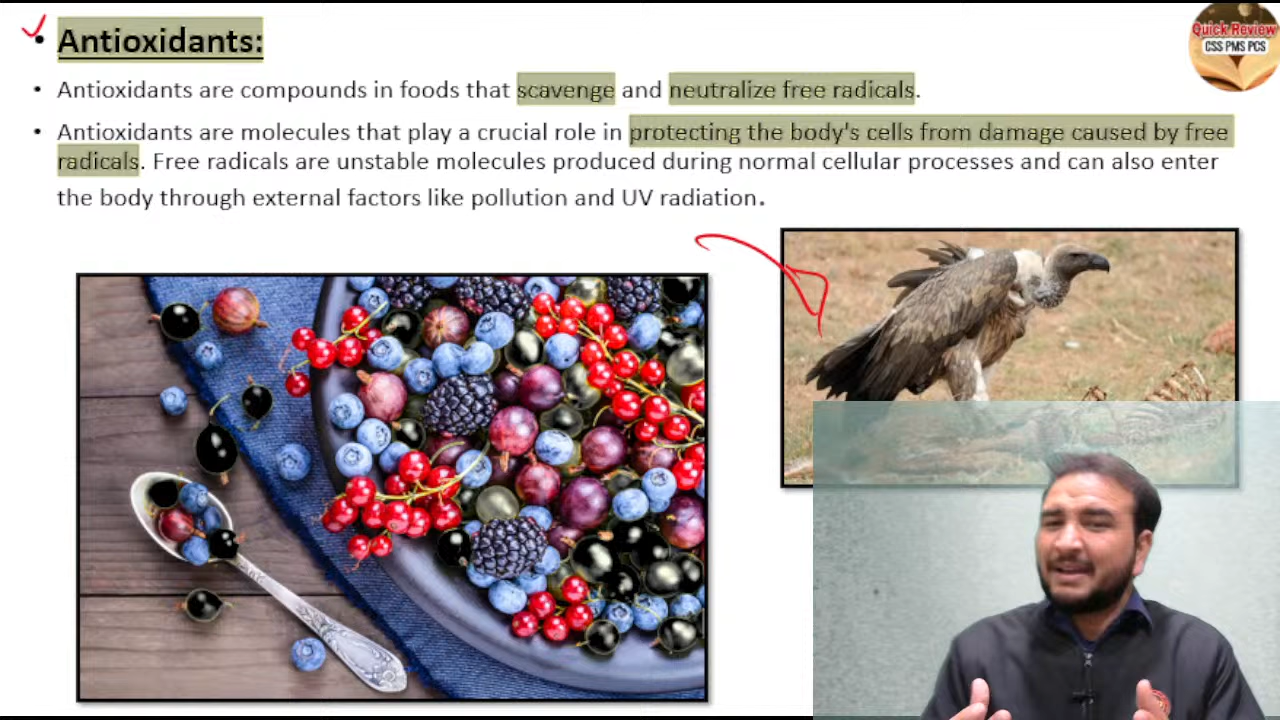 • Antioxidants:
• Antioxidants are compounds in foods that scavenge and neutralize free radicals.
• Antioxidants are molecules that play a crucial role in protecting the body's cells from damage caused by free
radicals. Free radicals are unstable molecules produced during normal cellular processes and can also enter
the body through external factors like pollution and UV radiation.
Quick Review
CSS PMS PCS